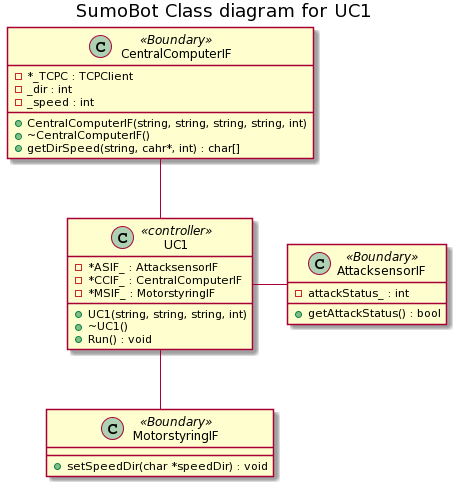 SumoBot Class diagram for UC1
C
«Boundary»
CentralComputerIF
*_TCPC : TCPClient
_dir : int
_speed : int
CentralComputerIF(string, string, string, string, int)
~CentralComputerIF()
getDirSpeed(string, cahr*, int) : char[]
C
«controller»
UC1
*ASIF_ : AttacksensorIF
*CCIF_ : CentralComputerIF
*MSIF_ : MotorstyringIF
UC1(string, string, string, int)
~UC1()
Run() : void
C
«Boundary»
AttacksensorIF
attackStatus_ : int
getAttackStatus() : bool
C
«Boundary»
MotorstyringIF
setSpeedDir(char *speedDir) : void